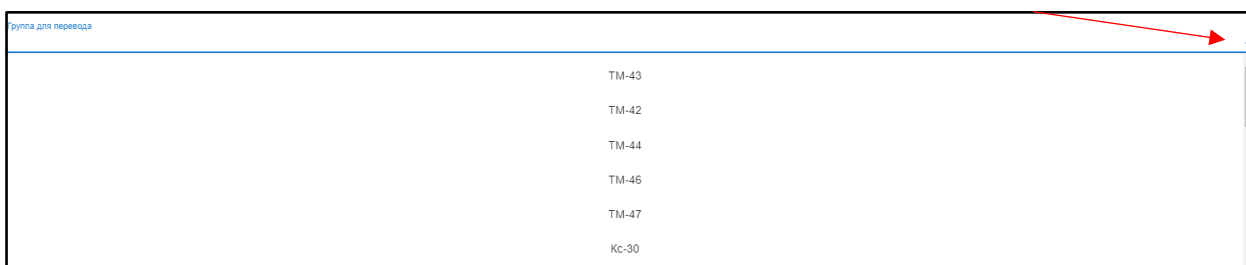 Группа для перевода
ТМ-43
ТМ-42
ТМ-44
ТМ-46
ТМ-47
Кс-30